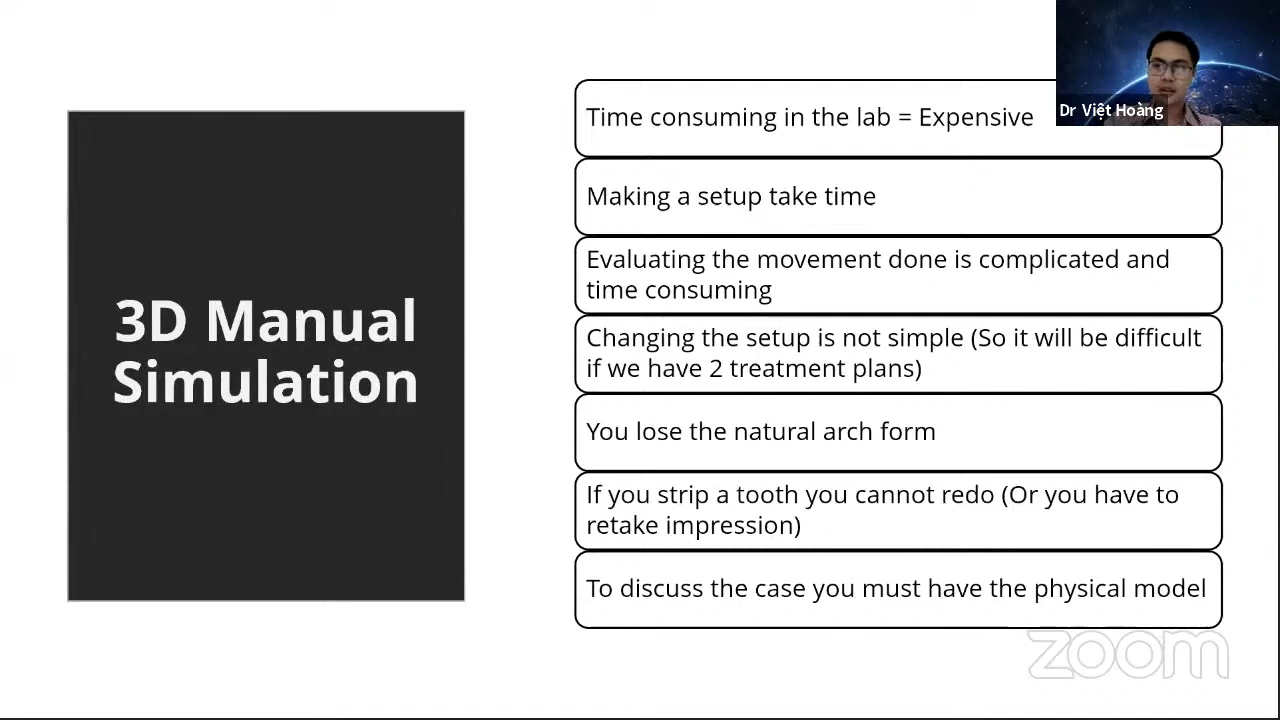 Dr Việt Hoàng
3D Manual
Simulation
Time consuming in the lab = Expensive
Making a setup take time
Evaluating the movement done is complicated and
time consuming
Changing the setup is not simple (So it will be difficult
if we have 2 treatment plans)
You lose the natural arch form
If you strip a tooth you cannot redo (Or you have to
retake impression)
To discuss the case you must have the physical model
zoom